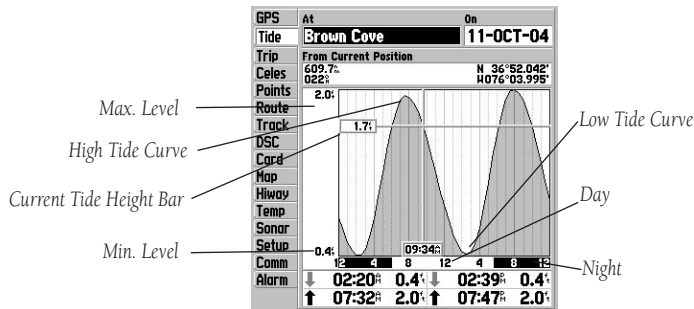 GPS
Tide
Trip
Celes
Points
Route
Track
DSC
Card
Map
Hiway
Temp
Sonar
Setup
Comm
Alarm
At
On
Brown Cove
11-OCT-04
From Current Position
609.7
N 36°52.042'
022
W076°03.995'
2.0
1.7
0.4
09:34
12 4 8 12 4 8 12
02:20 0.4 02:39 0.4
07:32 2.0 07:47 2.0
Max. Level
High Tide Curve
Current Tide Height Bar
Min. Level
Low Tide Curve
Day
Night